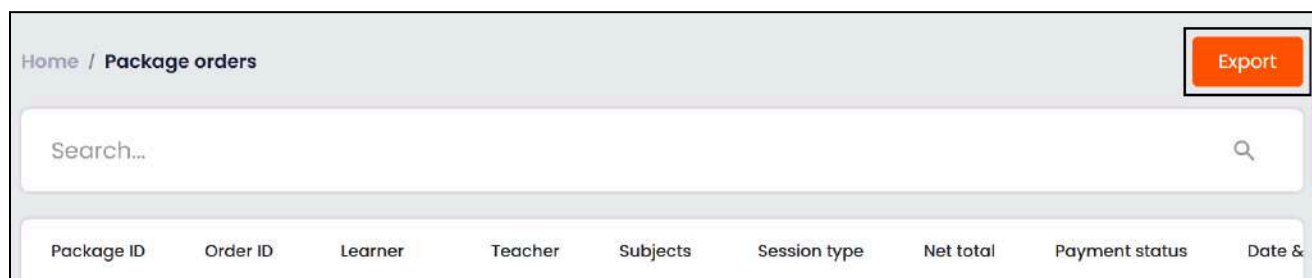 Home / Package orders
Export
Search...
Package ID Order ID Learner Teacher Subjects Session type Net total Payment status Date &